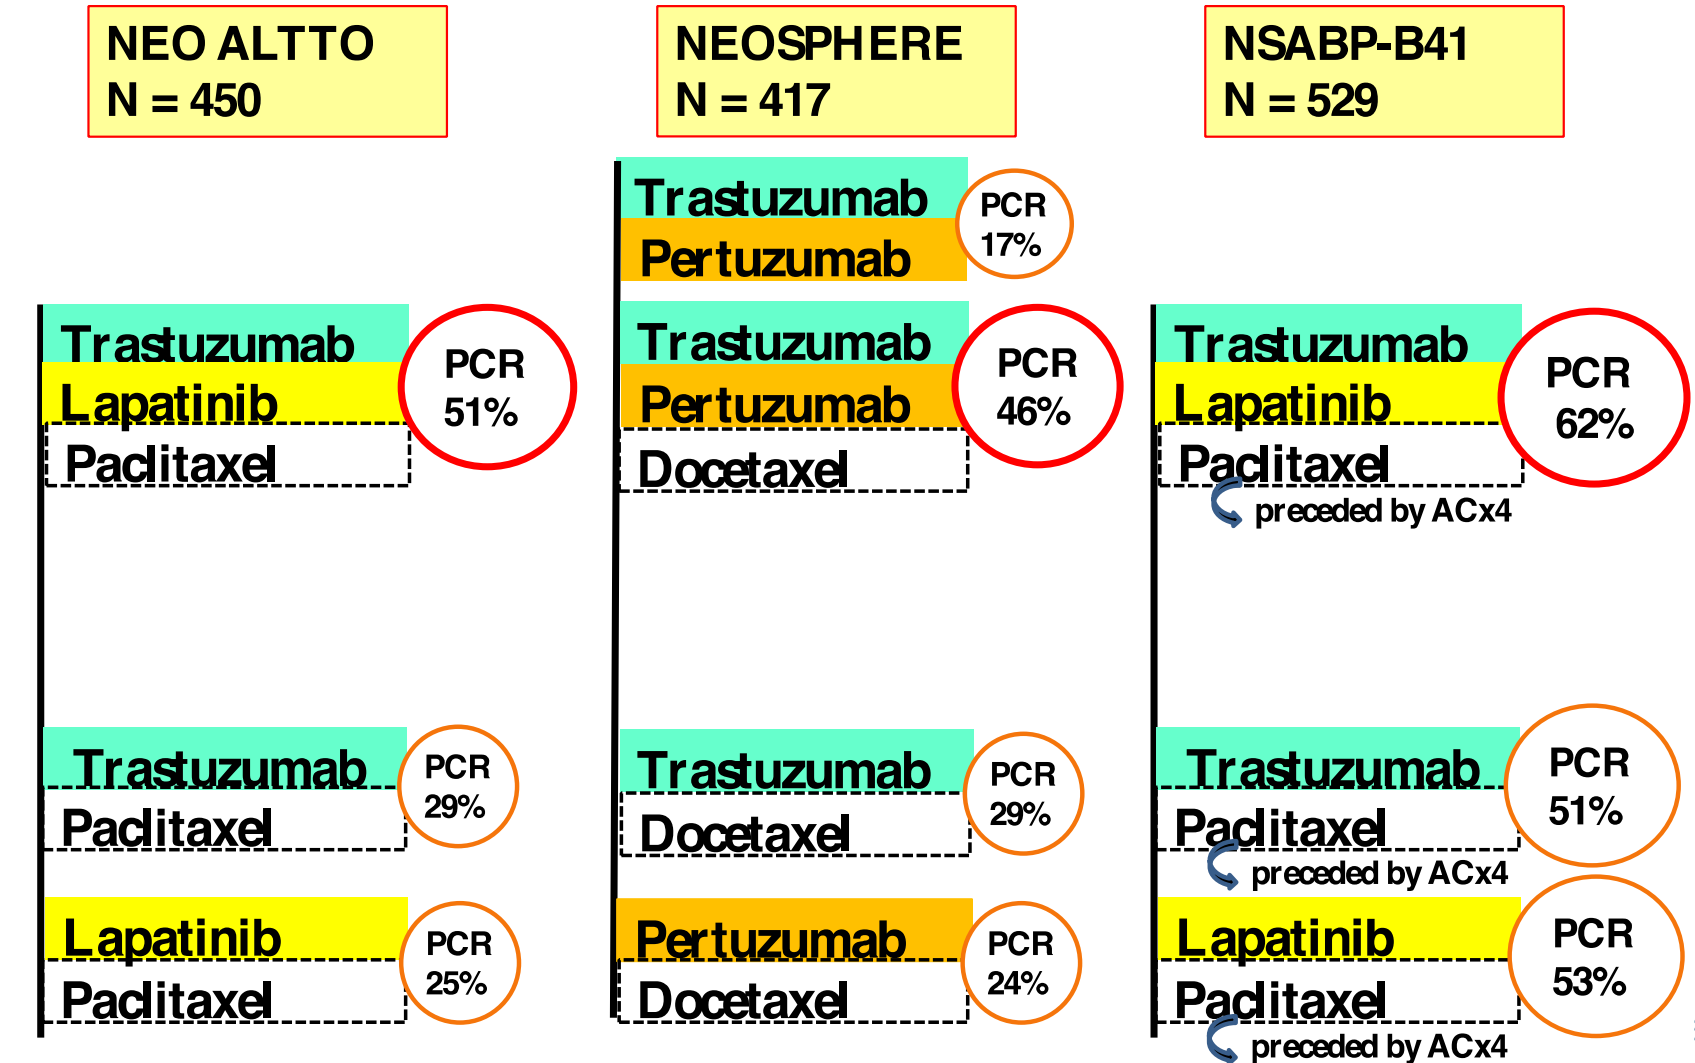 NEO ALTTO
N = 450
NEOSPHERE
N = 417
NSABP-B41
N = 529
Trastuzumab
Pertuzumab
PCR
17%
Trastuzumab
Lapatinib
Paclitaxel
PCR
51%
Trastuzumab
Pertuzumab
Docetaxel
PCR
46%
Trastuzumab
Lapatinib
Paclitaxel
preceded by ACx4
PCR
62%
Trastuzumab
Paclitaxel
PCR
29%
Trastuzumab
Docetaxel
PCR
29%
Trastuzumab
Paclitaxel
preceded by ACx4
PCR
51%
Lapatinib
Paclitaxel
PCR
25%
Pertuzumab
Docetaxel
PCR
24%
Lapatinib
Paclitaxel
preceded by ACx4
PCR
53%